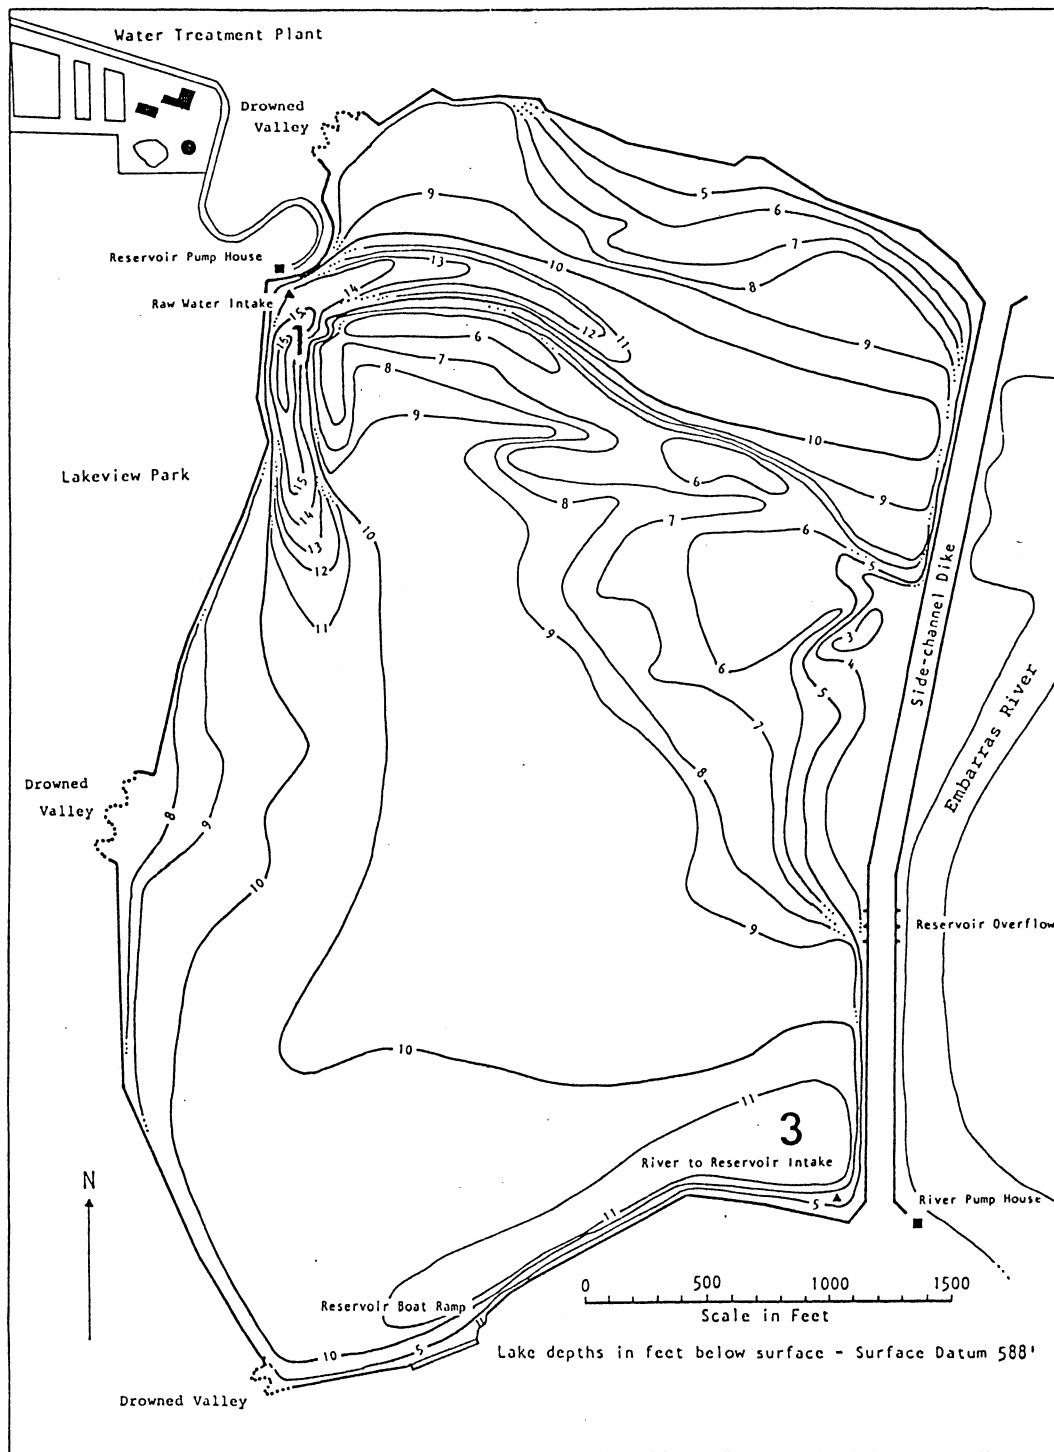 Water Treatment Plant
Drowned
Valley
5
9
6
7
10
Reservoir Pump House
13
8
14
Raw Water Intake
15
12
11
9
1
6
15
7
8
9
10
Lakeview Park
6
15
9
8
14
7
6
10
13
5
12
3
11
9
4
6
5
Side-channel Dike
7
Embarras River
8
Drowned
Valley
8
9
10
9
Reservoir Overflow
10
11
3
River to Reservoir Intake
N
River Pump House
5
11
0 500 1000 1500
Reservoir Boat Ramp
Scale in Feet
10
5
Lake depths in feet below surface - Surface Datum 588'
Drowned Valley